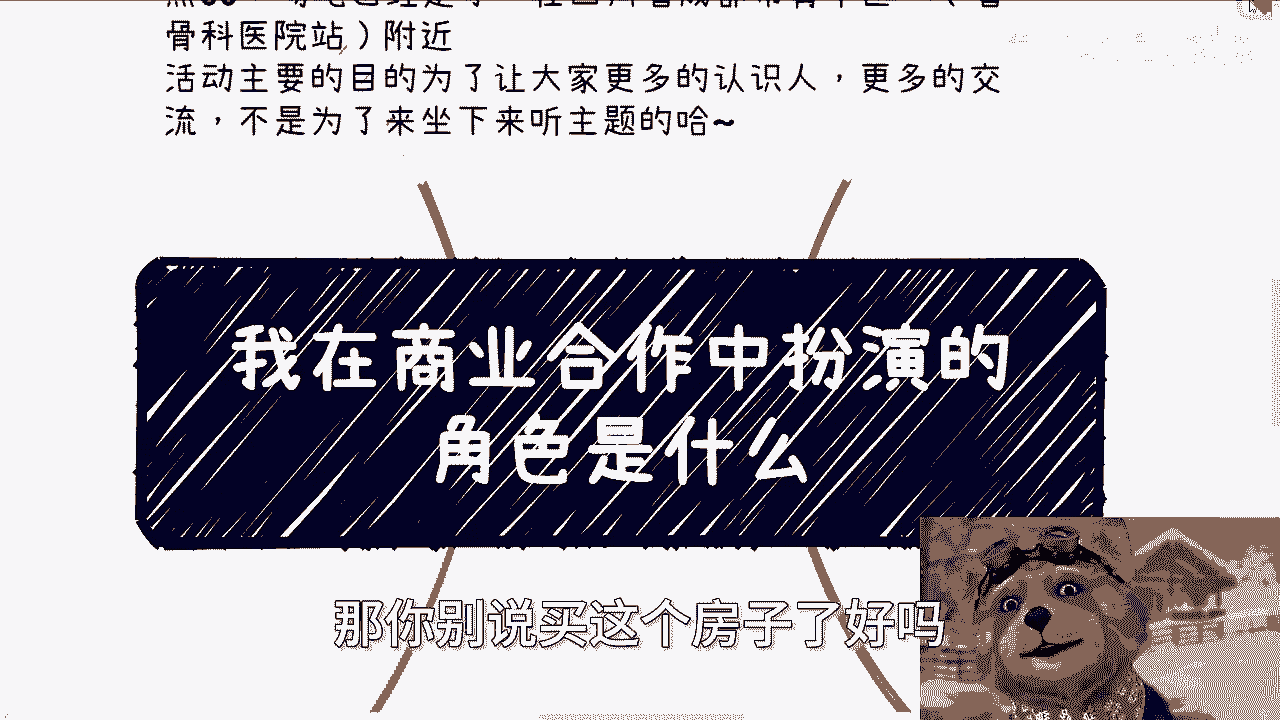 骨科医院站）附近
活动主要的目的为了让大家更多的认识人，更多的交
流，不是为了来坐下来听主题的哈~
我在商业合作中扮演的
角色是什么
那你别说买这个房子了好吗